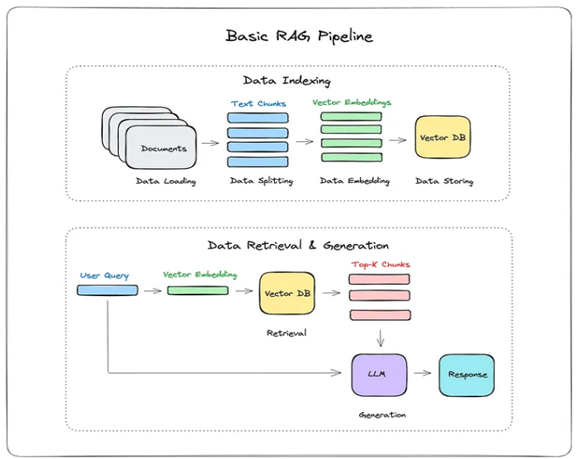 Basic RAG Pipeline
Data Indexing
Text Chunks
Vector Embeddings
Documents
Vector DB
Data Loading
Data Splitting
Data Embedding
Data Storing
Data Retrieval & Generation
Top-K Chunks
User Query
Vector Embedding
Vector DB
Retrieval
LLM
Response
Generation